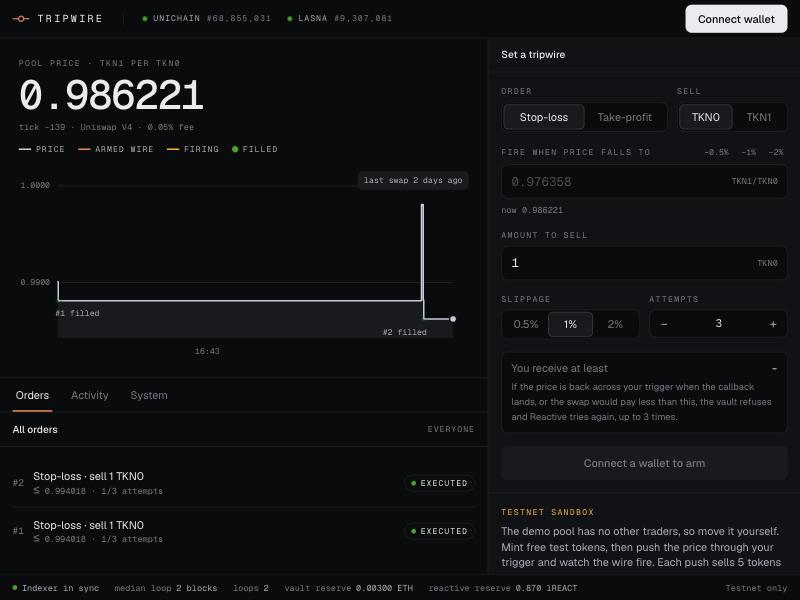 TRIPWIRE
UNICHAIN #68,855,031
LASNA #9,307,081
Connect wallet
POOL PRICE · TKN1 PER TKN0
0.986221
tick -139 · Uniswap V4 · 0.05% fee
PRICE
ARMED WIRE
FIRING
FILLED
last swap 2 days ago
1.0000
0.9900
#1 filled
#2 filled
16:43
Orders
Activity
System
All orders
EVERYONE
#2
Stop-loss · sell 1 TKN0
≤ 0.994018 · 1/3 attempts
EXECUTED
#1
Stop-loss · sell 1 TKN0
≤ 0.994018 · 1/3 attempts
EXECUTED
Set a tripwire
ORDER
SELL
Stop-loss
Take-profit
TKN0
TKN1
FIRE WHEN PRICE FALLS TO
-0.5% -1% -2%
0.976358
TKN1/TKN0
now 0.986221
AMOUNT TO SELL
1
TKN0
SLIPPAGE
ATTEMPTS
0.5%
1%
2%
− 3 +
You receive at least
-
If the price is back across your trigger when the callback
lands, or the swap would pay less than this, the vault refuses
and Reactive tries again, up to 3 times.
Connect a wallet to arm
TESTNET SANDBOX
The demo pool has no other traders, so move it yourself.
Mint free test tokens, then push the price through your
trigger and watch the wire fire. Each push sells 5 tokens
Indexer in sync
median loop 2 blocks
loops 2
vault reserve 0.00300 ETH
reactive reserve 0.870 lREACT
Testnet only